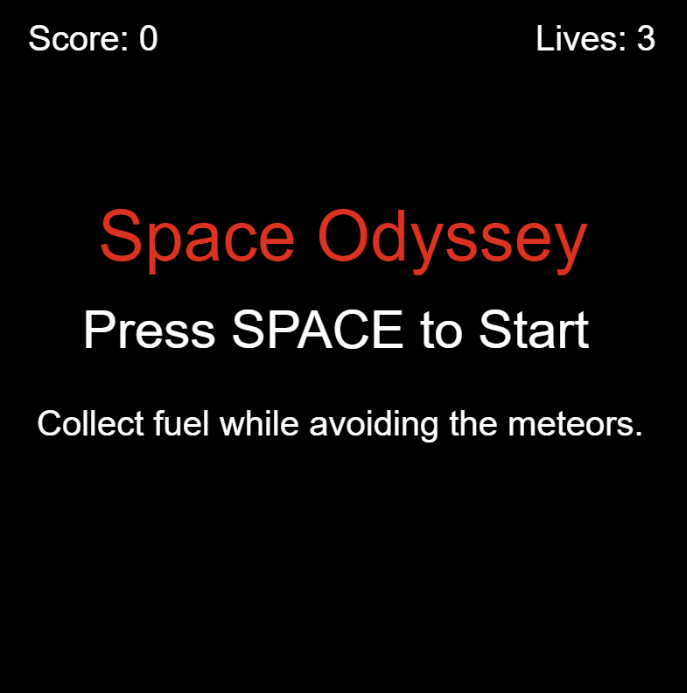 Score: 0 Lives: 3
Space Odyssey
Press SPACE to Start
Collect fuel while avoiding the meteors.